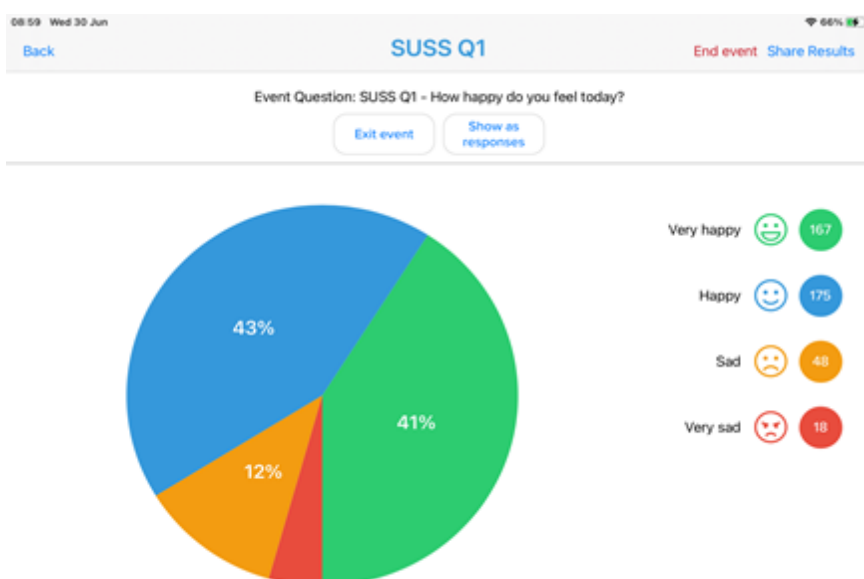 08:59 Wed 30 Jun 66%
Back SUSS Q1 End event Share Results
Event Question: SUSS Q1 - How happy do you feel today?
Exit event
Show as
responses
Very happy 167
Happy 175
Sad 48
Very sad 18
43%
41%
12%